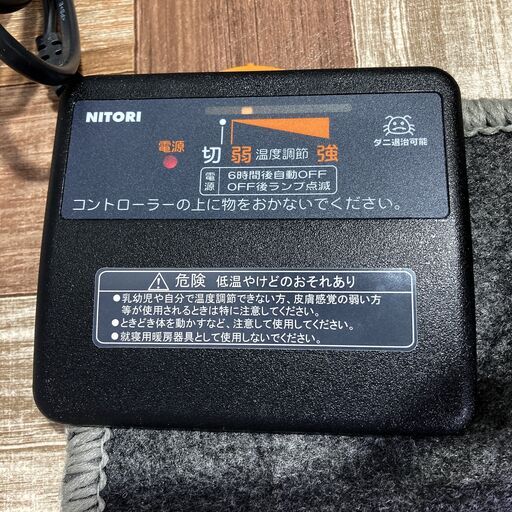 NITORI
電源
切 弱 温度調節 強
ダニ退治可能
電源 6時間後自動OFF
OFF後ランプ点滅
コントローラーの上に物をおかないでください。
危険 低温やけどのおそれあり
●乳幼児や自分で温度調節できない方、皮膚感覚の弱い方
等が使用されるときは特に注意してください。
●ときどき体を動かすなど、注意して使用してください。
●就寝用暖房器具として使用しないでください。